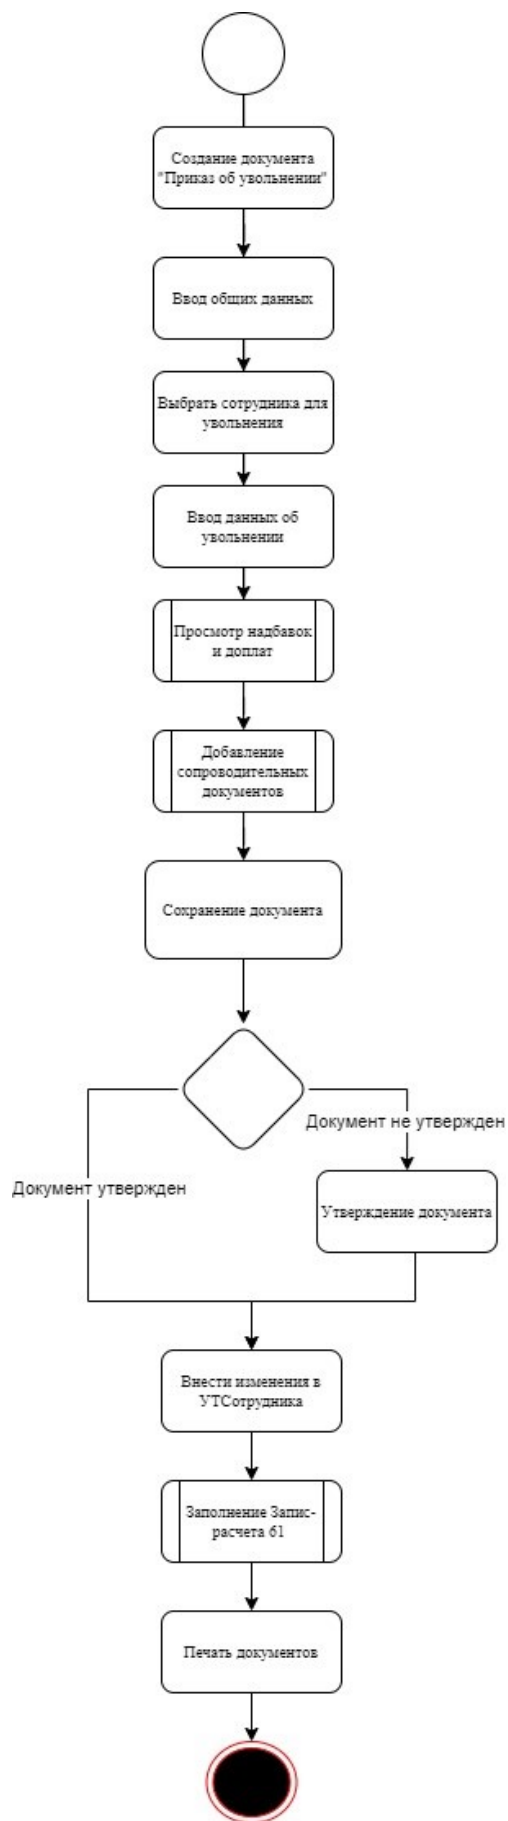 Создание документа
"Приказ об увольнении"
Ввод общих данных
Выбрать сотрудника для
увольнения
Ввод данных об
увольнении
Просмотр надбавок
и доплат
Добавление
сопроводительных
документов
Сохранение документа
Документ не утвержден
Документ утвержден
Утверждение документа
Внести изменения в
УТСотрудника
Заполнение Запис-
расчета 61
Печать документов